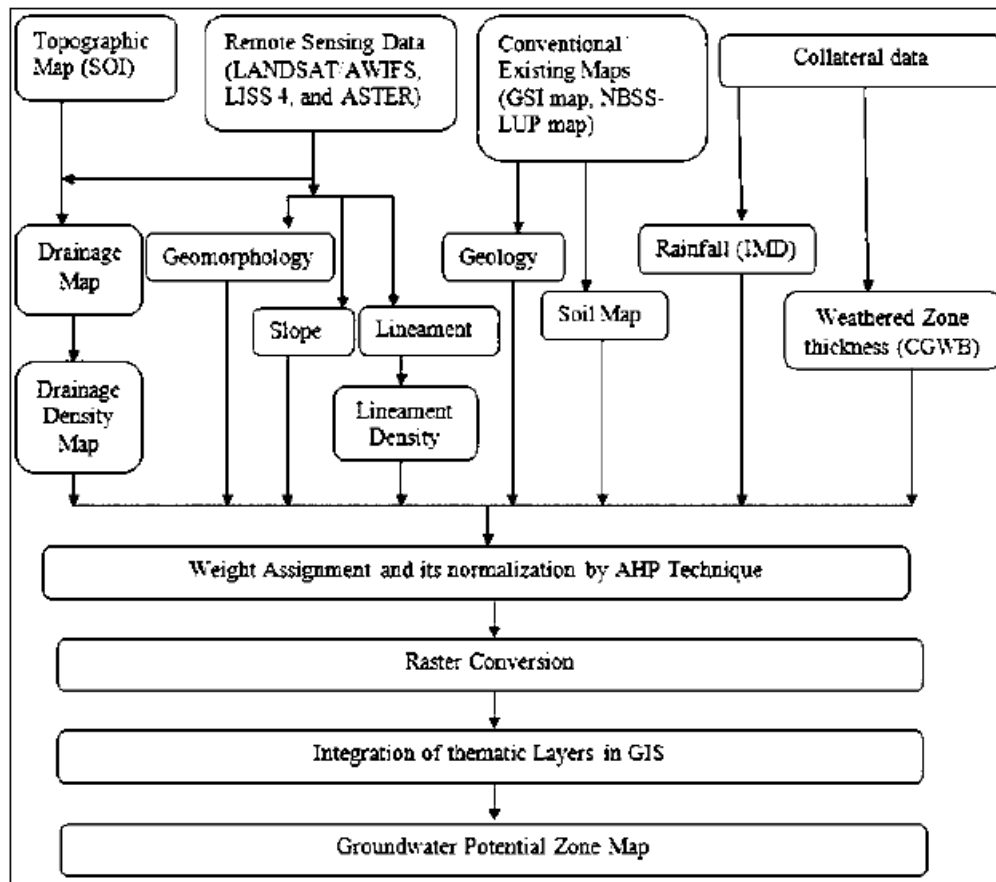 Topographic
Map (SOI)
Remote Sensing Data
(LANDSAT/AWIFS,
LISS 4, and ASTER)
Conventional
Existing Maps
(GSI map, NBSS-
LUP map)
Collateral data
Drainage
Map
Geomorphology
Slope
Lineament
Geology
Soil Map
Rainfall (IMD)
Weathered Zone
thickness (CGWB)
Drainage
Density
Map
Lineament
Density
Weight Assignment and its normalization by AHP Technique
Raster Conversion
Integration of thematic Layers in GIS
Groundwater Potential Zone Map